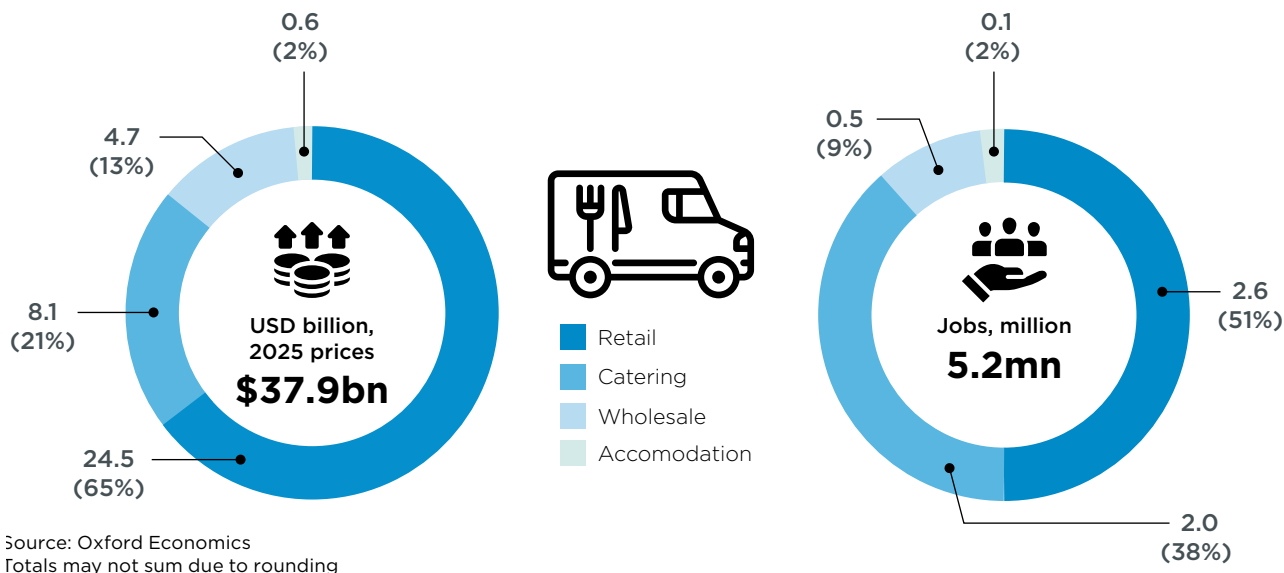 0.6
(2%)
4.7
(13%)
8.1
(21%)
24.5
(65%)
USD billion,
2025 prices
$37.9bn
Retail
Catering
Wholesale
Accomodation
0.1
(2%)
0.5
(9%)
Jobs, million
5.2mn
2.6
(51%)
2.0
(38%)
Source: Oxford Economics
Totals may not sum due to rounding